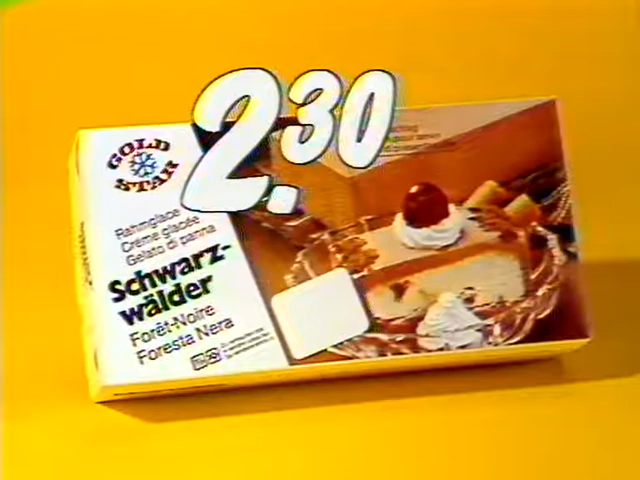 2.30
GOLD
STAR
Rahmglace
Crème glacée
Gelato di panna
Schwarz-
wälder
Forêt-Noire
Foresta Nera